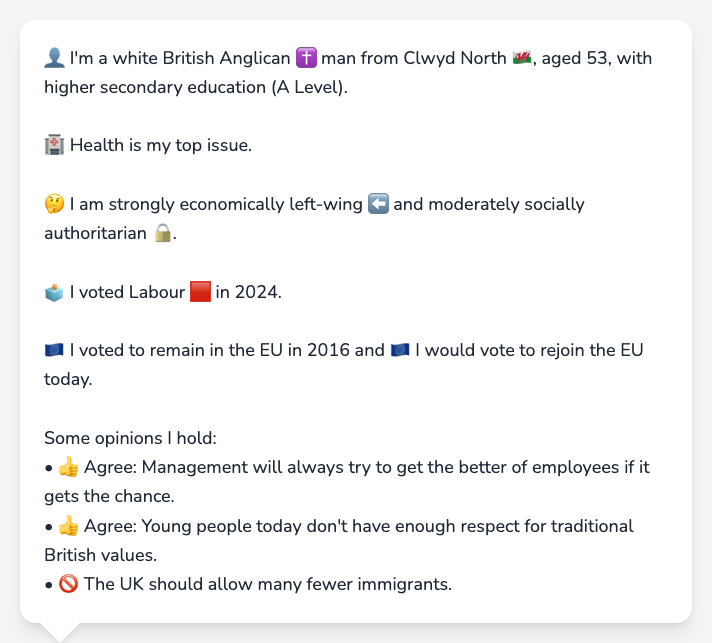 👤 I'm a white British Anglican ✝️ man from Clwyd North 🏴󠁧󠁢󠁷󠁬󠁳󠁿, aged 53, with
higher secondary education (A Level).
🏥 Health is my top issue.
🤔 I am strongly economically left-wing ⬅️ and moderately socially
authoritarian 🔒.
🗳️ I voted Labour 🟥 in 2024.
🇪🇺 I voted to remain in the EU in 2016 and 🇪🇺 I would vote to rejoin the EU
today.
Some opinions I hold:
• 👍 Agree: Management will always try to get the better of employees if it
gets the chance.
• 👍 Agree: Young people today don't have enough respect for traditional
British values.
• 🚫 The UK should allow many fewer immigrants.